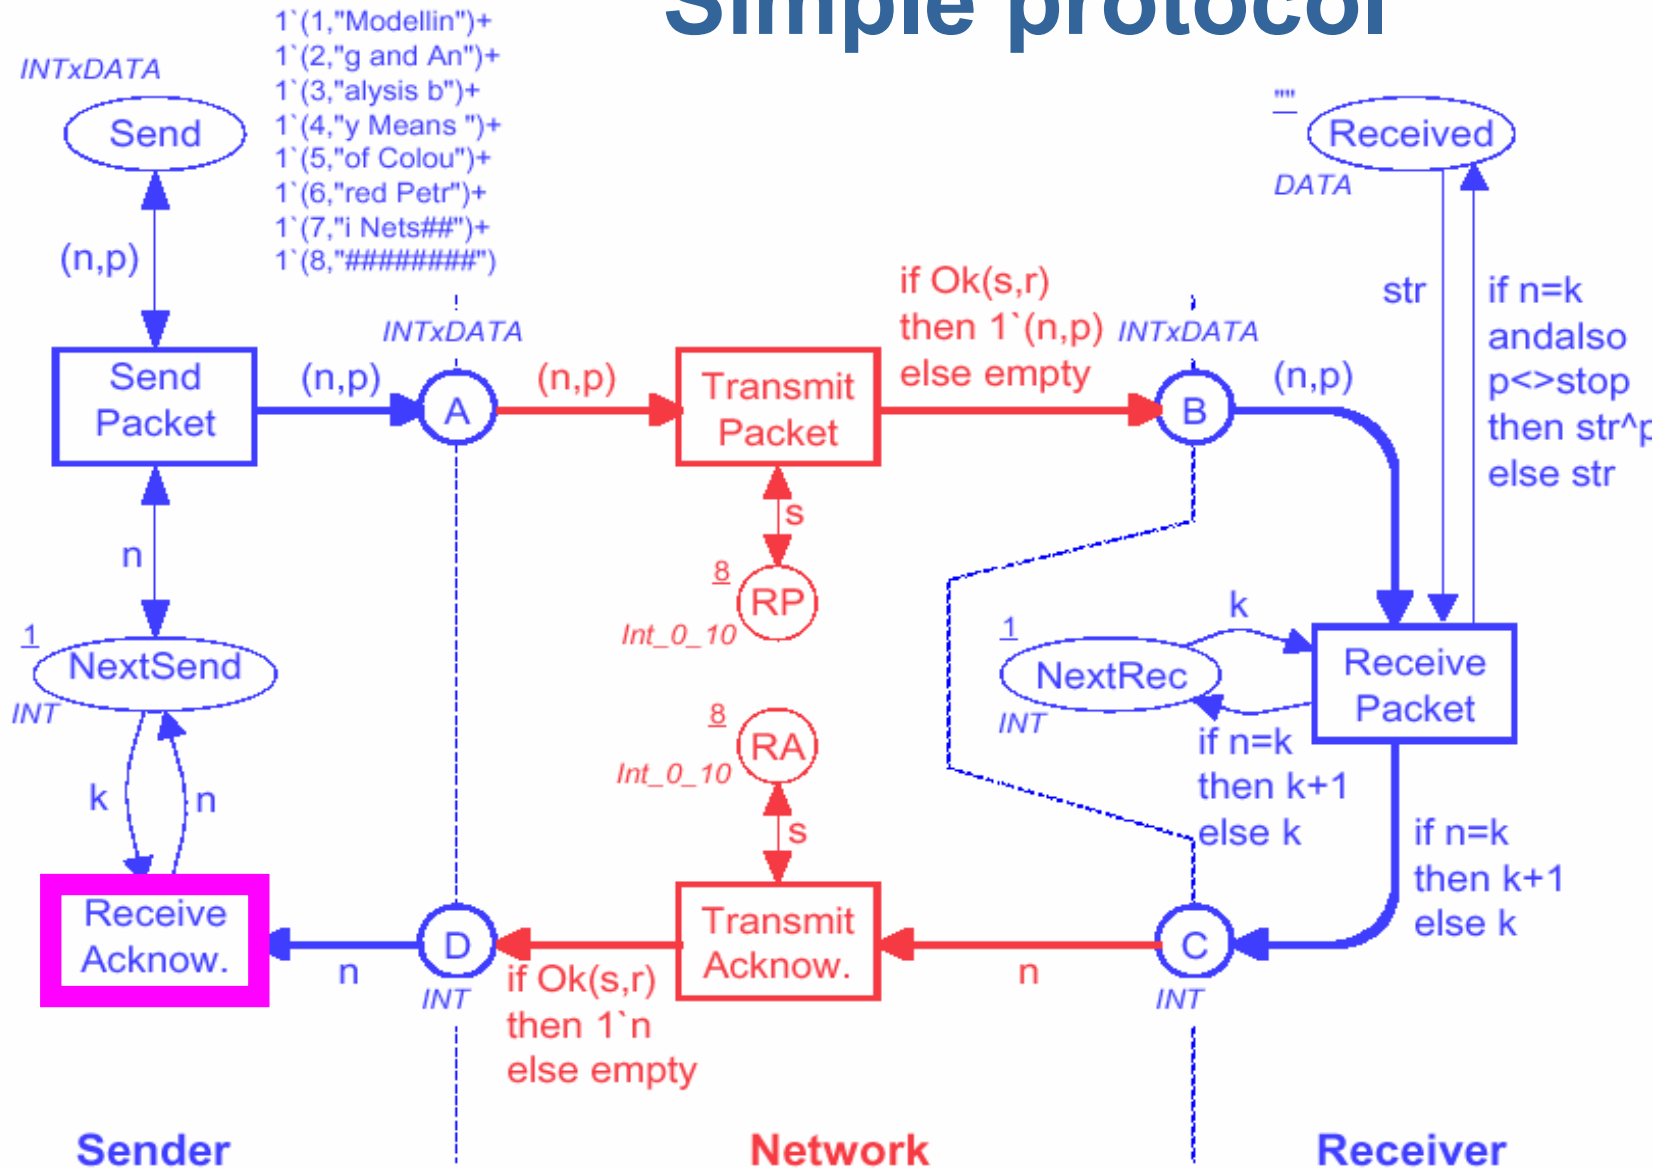 Simple protocol
1`(1,"Modellin")+
1`(2,"g and An")+
1`(3,"alysis b")+
1`(4,"y Means ")+
1`(5,"of Colou")+
1`(6,"red Petr")+
1`(7,"i Nets##")+
1`(8,"########")
INTxDATA
Send
(n,p)
Send
Packet
(n,p)
INTxDATA
A
(n,p)
Transmit
Packet
if Ok(s,r)
then 1`(n,p)
else empty
INTxDATA
B
(n,p)
""
Received
DATA
str
if n=k
andalso
p<>stop
then str^p
else str
n
s
8
RP
Int_0_10
1
NextSend
INT
8
RA
Int_0_10
s
1
NextRec
INT
k
Receive
Packet
if n=k
then k+1
else k
if n=k
then k+1
else k
k
n
Receive
Acknow.
n
D
INT
if Ok(s,r)
then 1`n
else empty
Transmit
Acknow.
n
C
INT
Sender
Network
Receiver